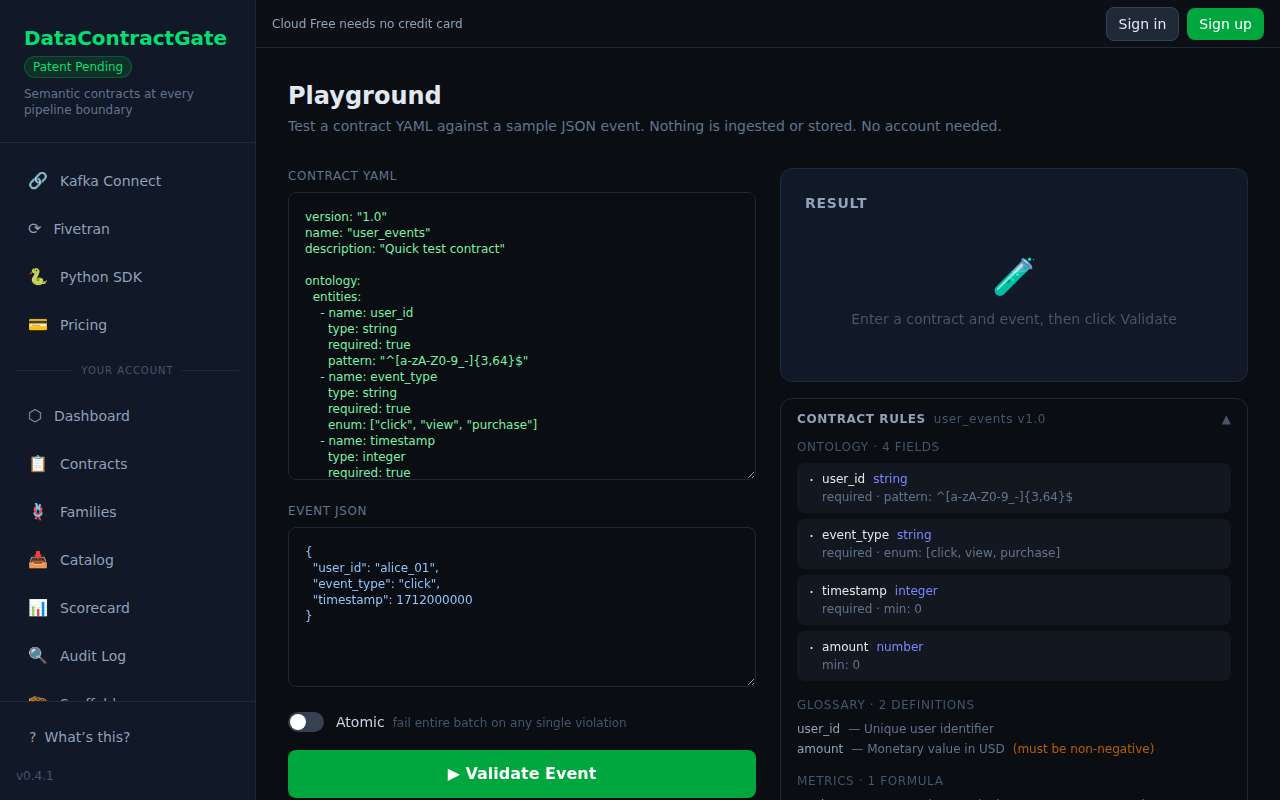 DataContractGate
Patent Pending
Semantic contracts at every
pipeline boundary
Kafka Connect
Fivetran
Python SDK
Pricing
YOUR ACCOUNT
Dashboard
Contracts
Families
Catalog
Scorecard
Audit Log
? What's this?
v0.4.1
Cloud Free needs no credit card
Sign in
Sign up
Playground
Test a contract YAML against a sample JSON event. Nothing is ingested or stored. No account needed.
CONTRACT YAML
version: "1.0"
name: "user_events"
description: "Quick test contract"
ontology:
entities:
- name: user_id
type: string
required: true
pattern: "^[a-zA-Z0-9_-]{3,64}$"
- name: event_type
type: string
required: true
enum: ["click", "view", "purchase"]
- name: timestamp
type: integer
required: true
EVENT JSON
{
"user_id": "alice_01",
"event_type": "click",
"timestamp": 1712000000
}
Atomic fail entire batch on any single violation
▶ Validate Event
RESULT
Enter a contract and event, then click Validate
CONTRACT RULES user_events v1.0 ▲
ONTOLOGY · 4 FIELDS
· user_id string
required · pattern: ^[a-zA-Z0-9_-]{3,64}$
· event_type string
required · enum: [click, view, purchase]
· timestamp integer
required · min: 0
· amount number
min: 0
GLOSSARY · 2 DEFINITIONS
user_id — Unique user identifier
amount — Monetary value in USD (must be non-negative)
METRICS · 1 FORMULA